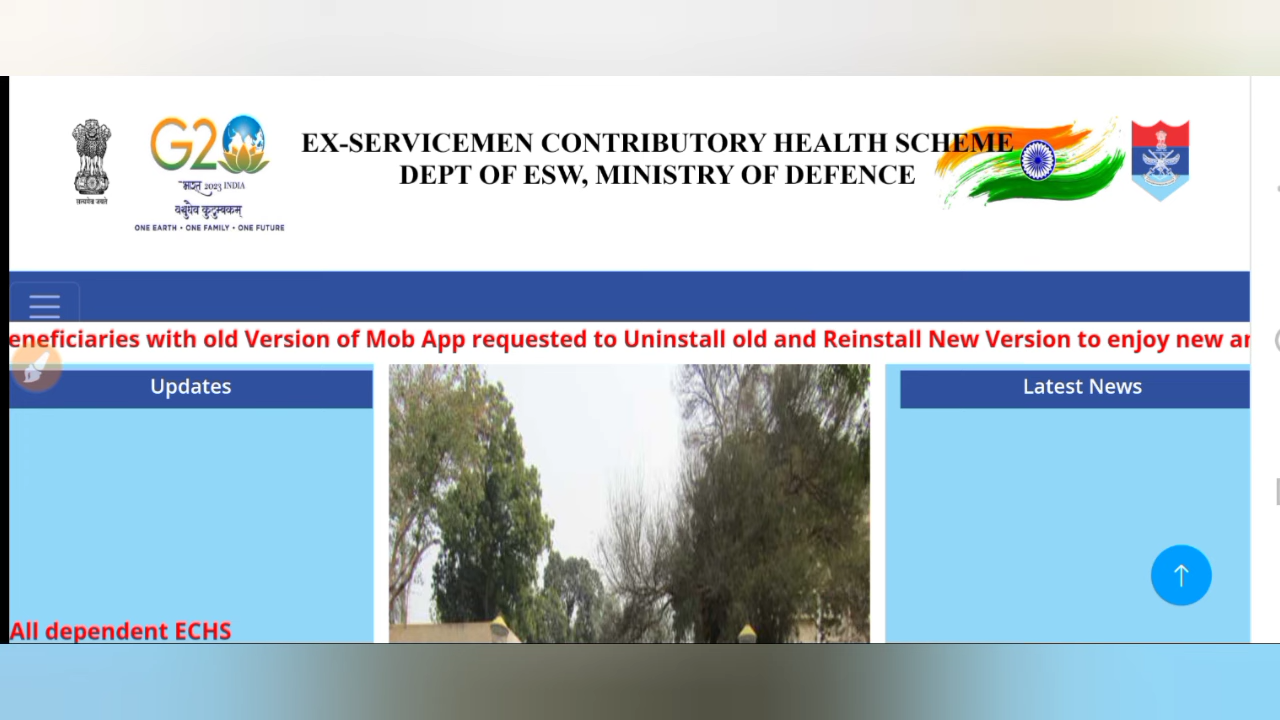 सत्यमेव जयते
G20
भारत 2023 INDIA
वसुधैव कुटुम्बकम्
ONE EARTH • ONE FAMILY • ONE FUTURE
EX-SERVICEMEN CONTRIBUTORY HEALTH SCHEME
DEPT OF ESW, MINISTRY OF DEFENCE
eneficiaries with old Version of Mob App requested to Uninstall old and Reinstall New Version to enjoy new
Updates
Latest News
All dependent ECHS